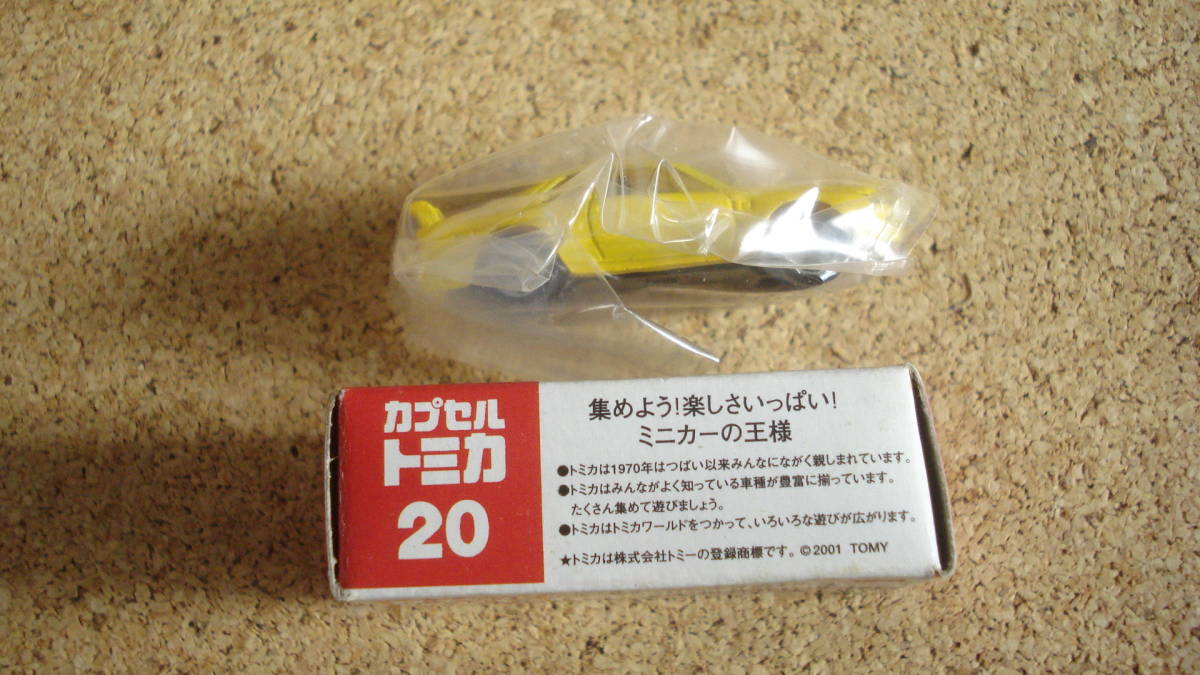 カプセル
トミカ
20
集めよう!楽しさいっぱい!
ミニカーの王様
●トミカは1970年はつばい以来みんなにながく親しまれています。
●トミカはみんながよく知っている車種が豊富に揃っています。
たくさん集めて遊びましょう。
●トミカはトミカワールドをつかって、いろいろな遊びが広がります。
★トミカは株式会社トミーの登録商標です。©2001 TOMY